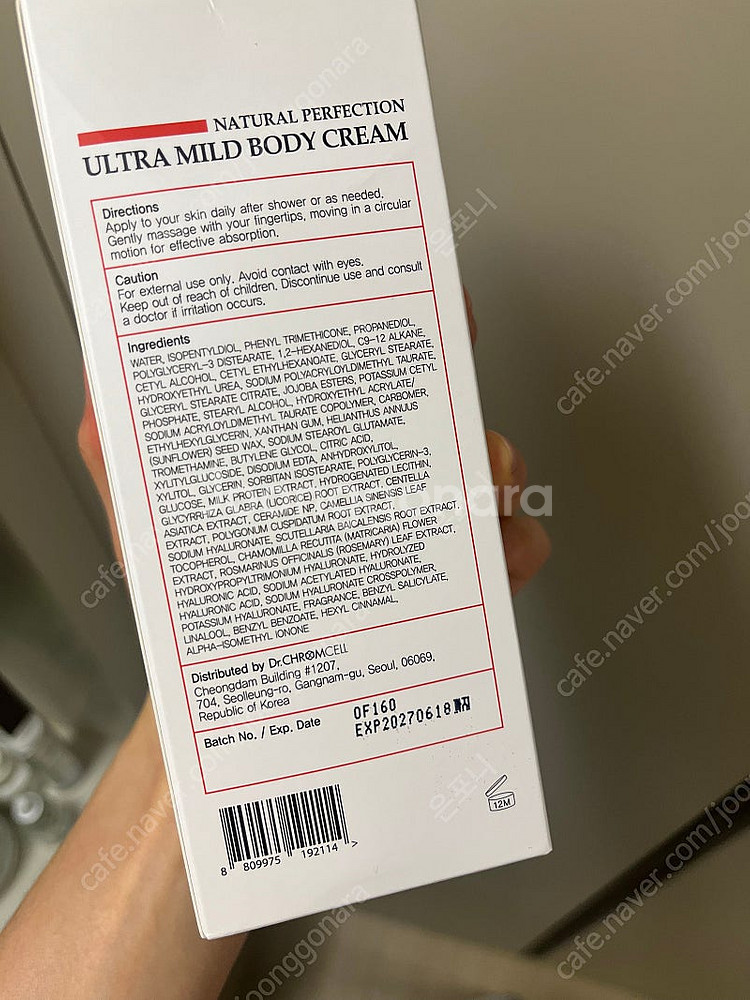 NATURAL PERFECTION
ULTRA MILD BODY CREAM
Directions
Apply to your skin daily after shower or as needed.
Gently massage with your fingertips, moving in a circular
motion for effective absorption.
Caution
For external use only. Avoid contact with eyes.
Keep out of reach of children. Discontinue use and consult
a doctor if irritation occurs.
Ingredients
WATER, ISOPENTYLDIOL, PHENYL TRIMETHICONE, PROPANEDIOL,
POLYGLYCERYL-3 DISTEARATE, 1,2-HEXANEDIOL, C9-12 ALKANE,
CETYL ALCOHOL, CETYL ETHYLHEXANOATE, GLYCERYL STEARATE,
HYDROXYETHYL UREA, SODIUM POLYACRYLOYLDIMETHYL TAURATE,
GLYCERYL STEARATE CITRATE, JOJOBA ESTERS, POTASSIUM CETYL
PHOSPHATE, STEARYL ALCOHOL, HYDROXYETHYL ACRYLATE/
SODIUM ACRYLOYLDIMETHYL TAURATE COPOLYMER, CARBOMER,
ETHYLHEXYLGLYCERIN, XANTHAN GUM, HELIANTHUS ANNUUS
(SUNFLOWER) SEED WAX, SODIUM STEAROYL GLUTAMATE,
TROMETHAMINE, BUTYLENE GLYCOL, CITRIC ACID,
XYLITYLGLUCOSIDE, DISODIUM EDTA, ANHYDROXYLITOL,
XYLITOL, GLYCERIN, SORBITAN ISOSTEARATE, POLYGLYCERIN-3,
GLUCOSE, MILK PROTEIN EXTRACT, HYDROGENATED LECITHIN,
GLYCYRRHIZA GLABRA (LICORICE) ROOT EXTRACT, CENTELLA
ASIATICA EXTRACT, CERAMIDE NP, CAMELLIA SINENSIS LEAF
EXTRACT, POLYGONUM CUSPIDATUM ROOT EXTRACT,
SODIUM HYALURONATE, SCUTELLARIA BAICALENSIS ROOT EXTRACT,
TOCOPHEROL, CHAMOMILLA RECUTITA (MATRICARIA) FLOWER
EXTRACT, ROSMARINUS OFFICINALIS (ROSEMARY) LEAF EXTRACT,
HYDROXYPROPYLTRIMONIUM HYALURONATE, HYDROLYZED
HYALURONIC ACID, SODIUM ACETYLATED HYALURONATE,
HYALURONIC ACID, SODIUM HYALURONATE CROSSPOLYMER,
POTASSIUM HYALURONATE, FRAGRANCE, BENZYL SALICYLATE,
LINALOOL, BENZYL BENZOATE, HEXYL CINNAMAL,
ALPHA-ISOMETHYL IONONE
Distributed by Dr.CHROMCELL
Cheongdam Building #1207,
704, Seolleung-ro, Gangnam-gu, Seoul, 06069,
Republic of Korea
Batch No. / Exp. Date
OF160
EXP20270618
8 809975 192114 >
12M
은포니
은포니
cafe.naver.com/joonggonara
cafe.naver.com/joo
cafe.naver.com/joo
cafe.naver.com/joo